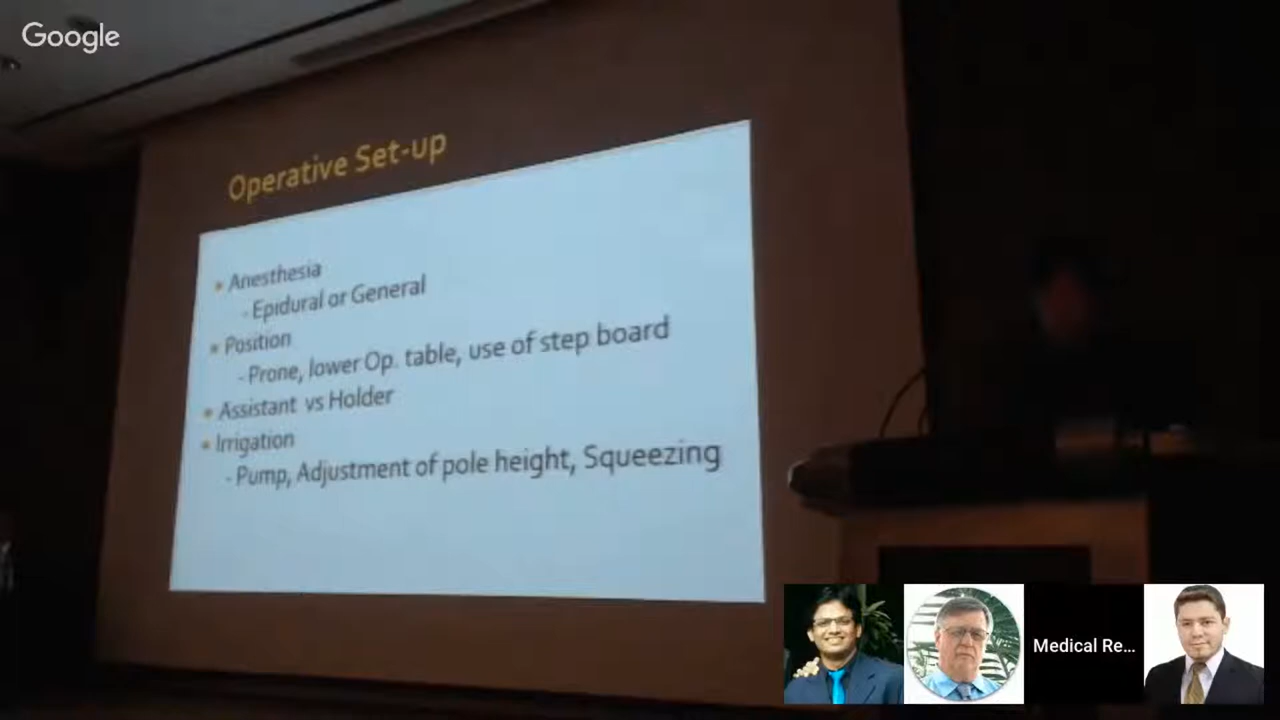 Google
Operative Set-up
• Anesthesia
- Epidural or General
• Position
- Prone, lower Op. table, use of step board
• Assistant vs Holder
• Irrigation
- Pump, Adjustment of pole height, Squeezing
Medical Re...